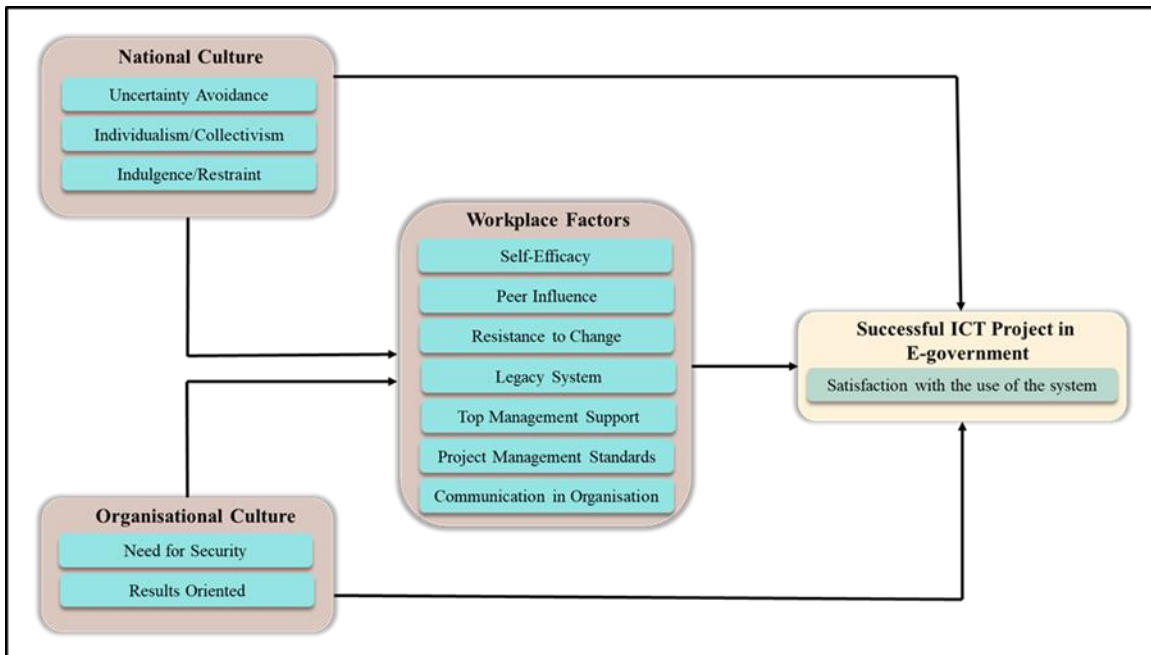 National Culture
Uncertainty Avoidance
Individualism/Collectivism
Indulgence/Restraint
Workplace Factors
Self-Efficacy
Peer Influence
Resistance to Change
Legacy System
Top Management Support
Project Management Standards
Communication in Organisation
Organisational Culture
Need for Security
Results Oriented
Successful ICT Project in
E-government
Satisfaction with the use of the system